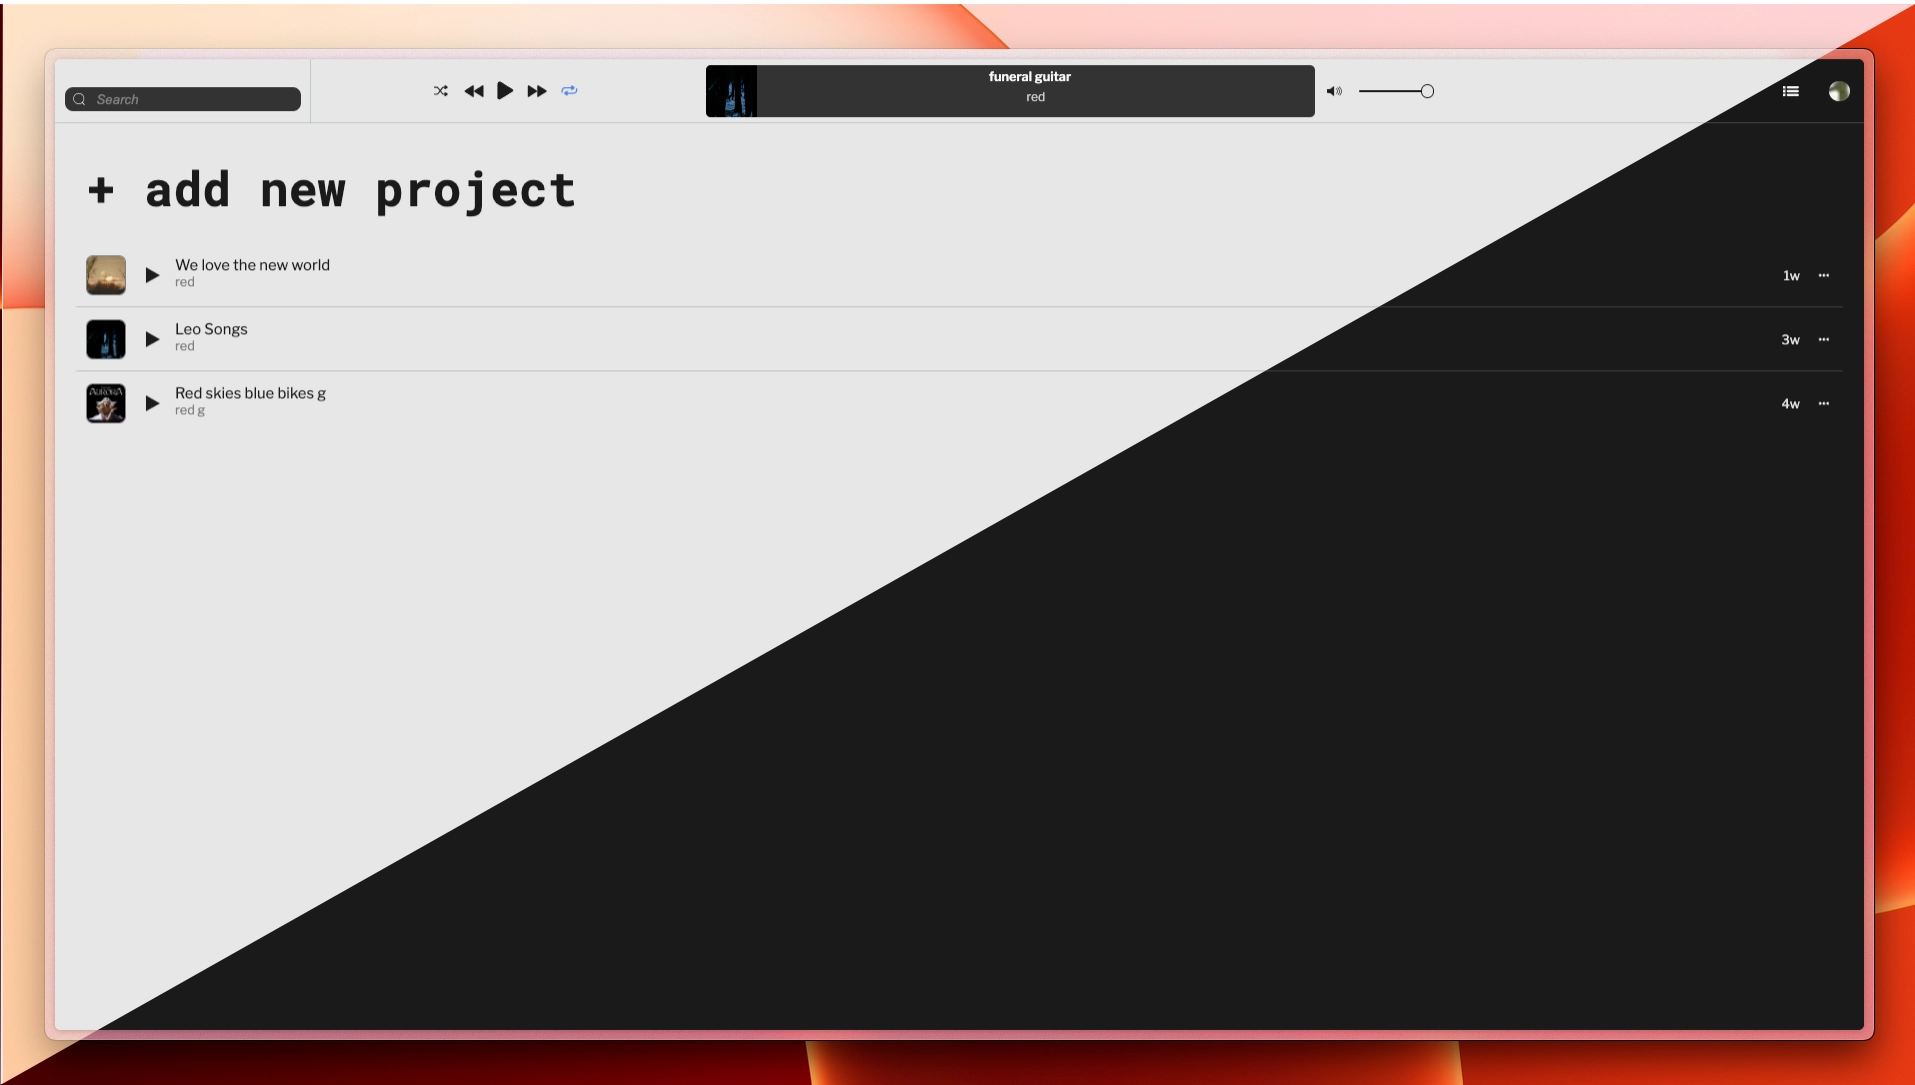 Search
funeral guitar
red
+ add new project
We love the new world
red
1w
Leo Songs
red
3w
AURORA
Red skies blue bikes g
red g
4w